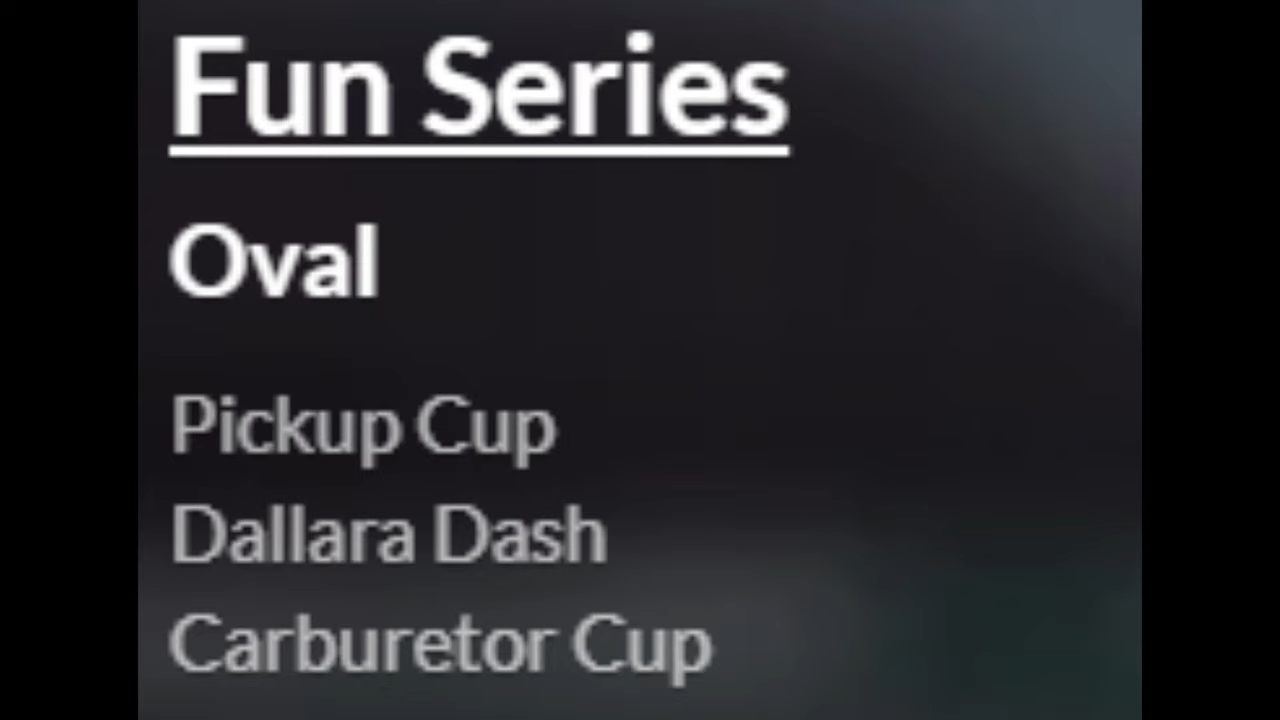 Fun Series
Oval
Pickup Cup
Dallara Dash
Carburetor Cup